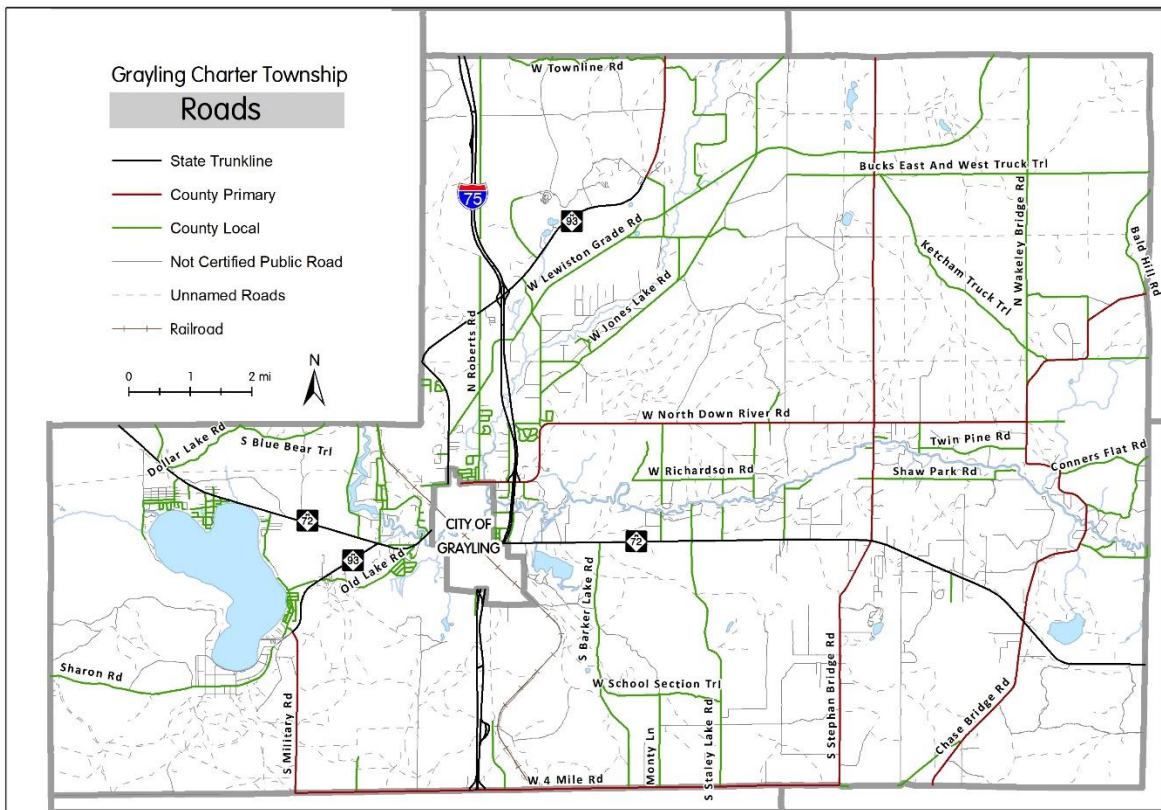 Grayling Charter Township
Roads
State Trunkline
County Primary
County Local
Not Certified Public Road
Unnamed Roads
Railroad
N
0 1 2 mi
W Townline Rd
Bucks East And West Truck Trl
75
93
N Wakeley Bridge Rd
Bald Hill Rd
W Lewiston Grade Rd
Ketcham Truck Trl
W Jones Lake Rd
N Roberts Rd
W North Down River Rd
Dollar Lake Rd
S Blue Bear Trl
Twin Pine Rd
Conners Flat Rd
W Richardson Rd
Shaw Park Rd
72
CITY OF
GRAYLING
72
93
Old Lake Rd
S Barker Lake Rd
Sharon Rd
W School Section Trl
S Military Rd
Monty Ln
S Staley Lake Rd
S Stephan Bridge Rd
Chase Bridge Rd
W 4 Mile Rd